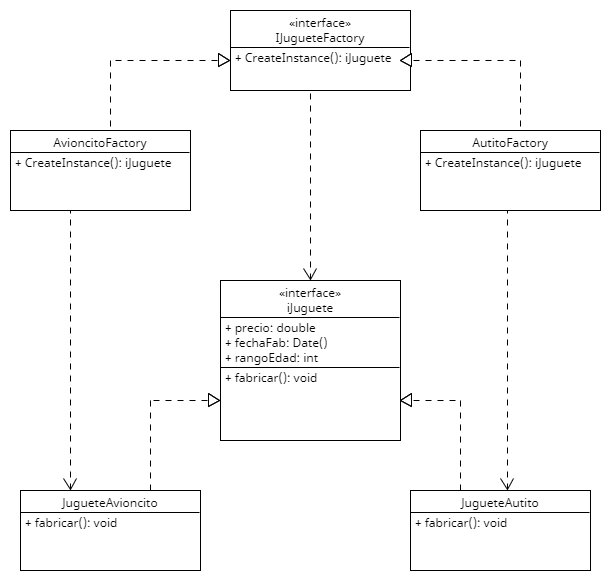 «interface»
IJugueteFactory
+ CreateInstance(): iJuguete
AvioncitoFactory
+ CreateInstance(): iJuguete
AutitoFactory
+ CreateInstance(): iJuguete
«interface»
iJuguete
+ precio: double
+ fechaFab: Date()
+ rangoEdad: int
+ fabricar(): void
JugueteAvioncito
+ fabricar(): void
JugueteAutito
+ fabricar(): void